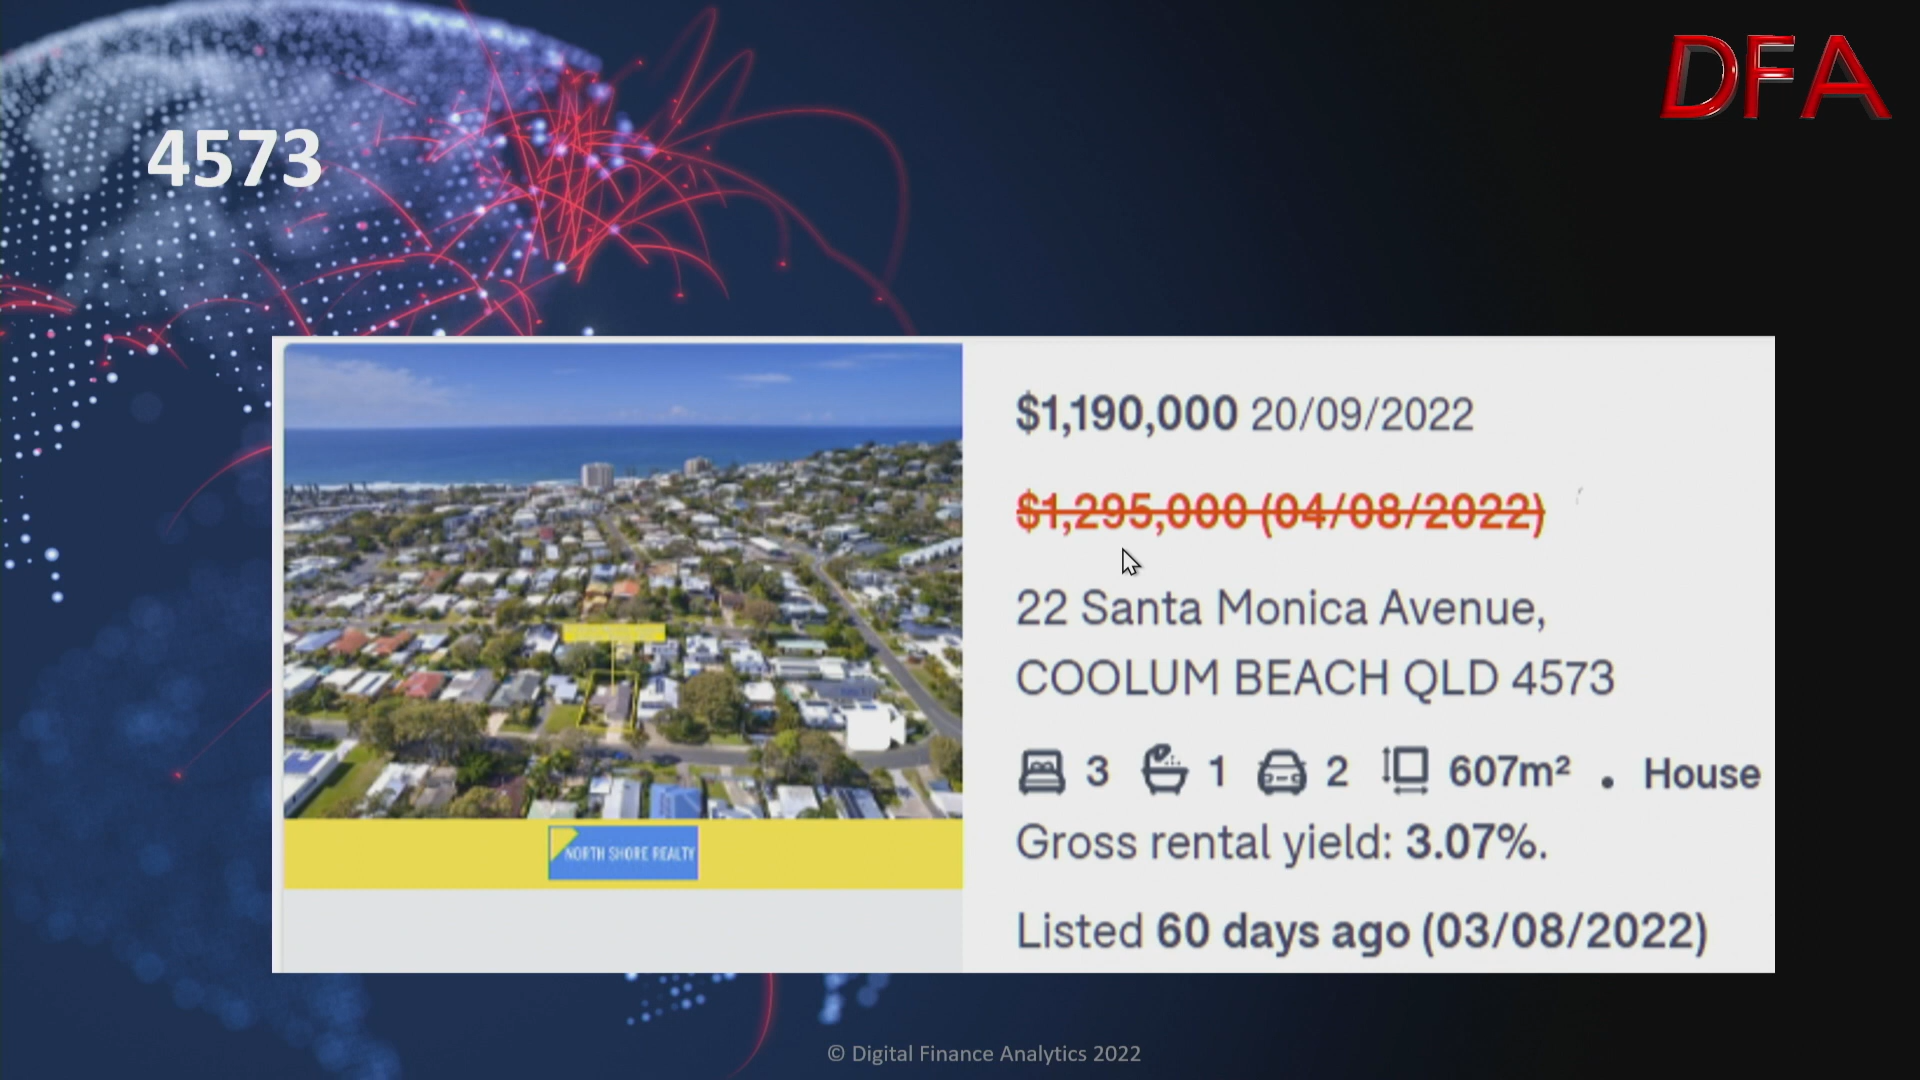 DFA
4573
$1,190,000 20/09/2022
$1,295,000 (04/08/2022)
22 Santa Monica Avenue,
COOLUM BEACH QLD 4573
3 1 2 607m² . House
Gross rental yield: 3.07%.
Listed 60 days ago (03/08/2022)
NORTH SHORE REALTY
© Digital Finance Analytics 2022